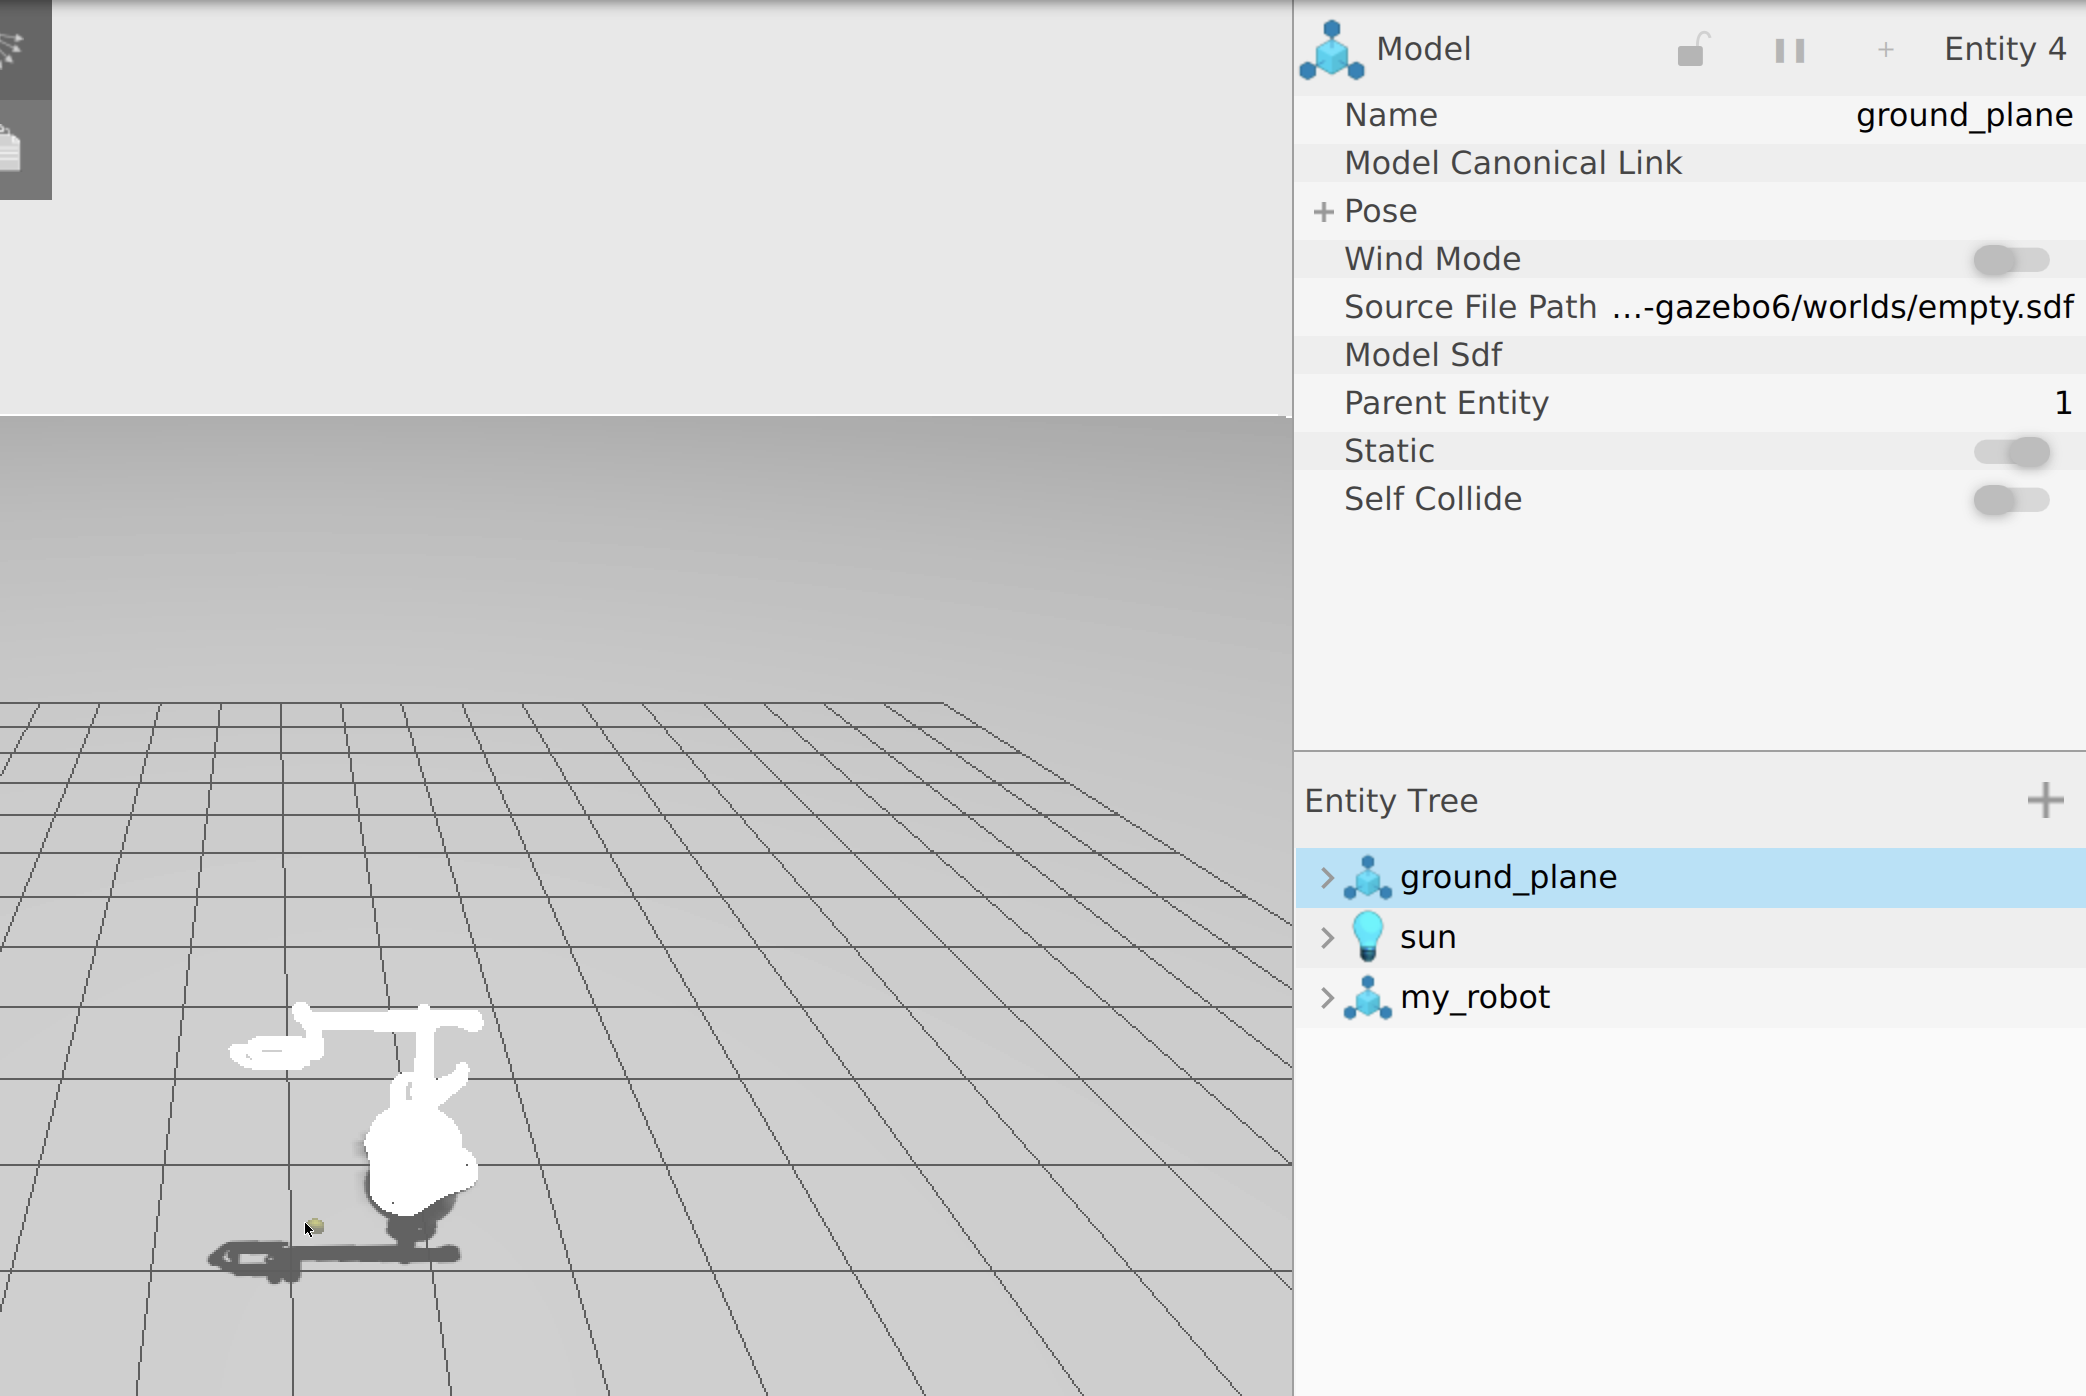 Model
Entity 4
Name ground_plane
Model Canonical Link
Pose
Wind Mode
Source File Path ...-gazebo6/worlds/empty.sdf
Model Sdf
Parent Entity 1
Static
Self Collide
Entity Tree
ground_plane
sun
my_robot